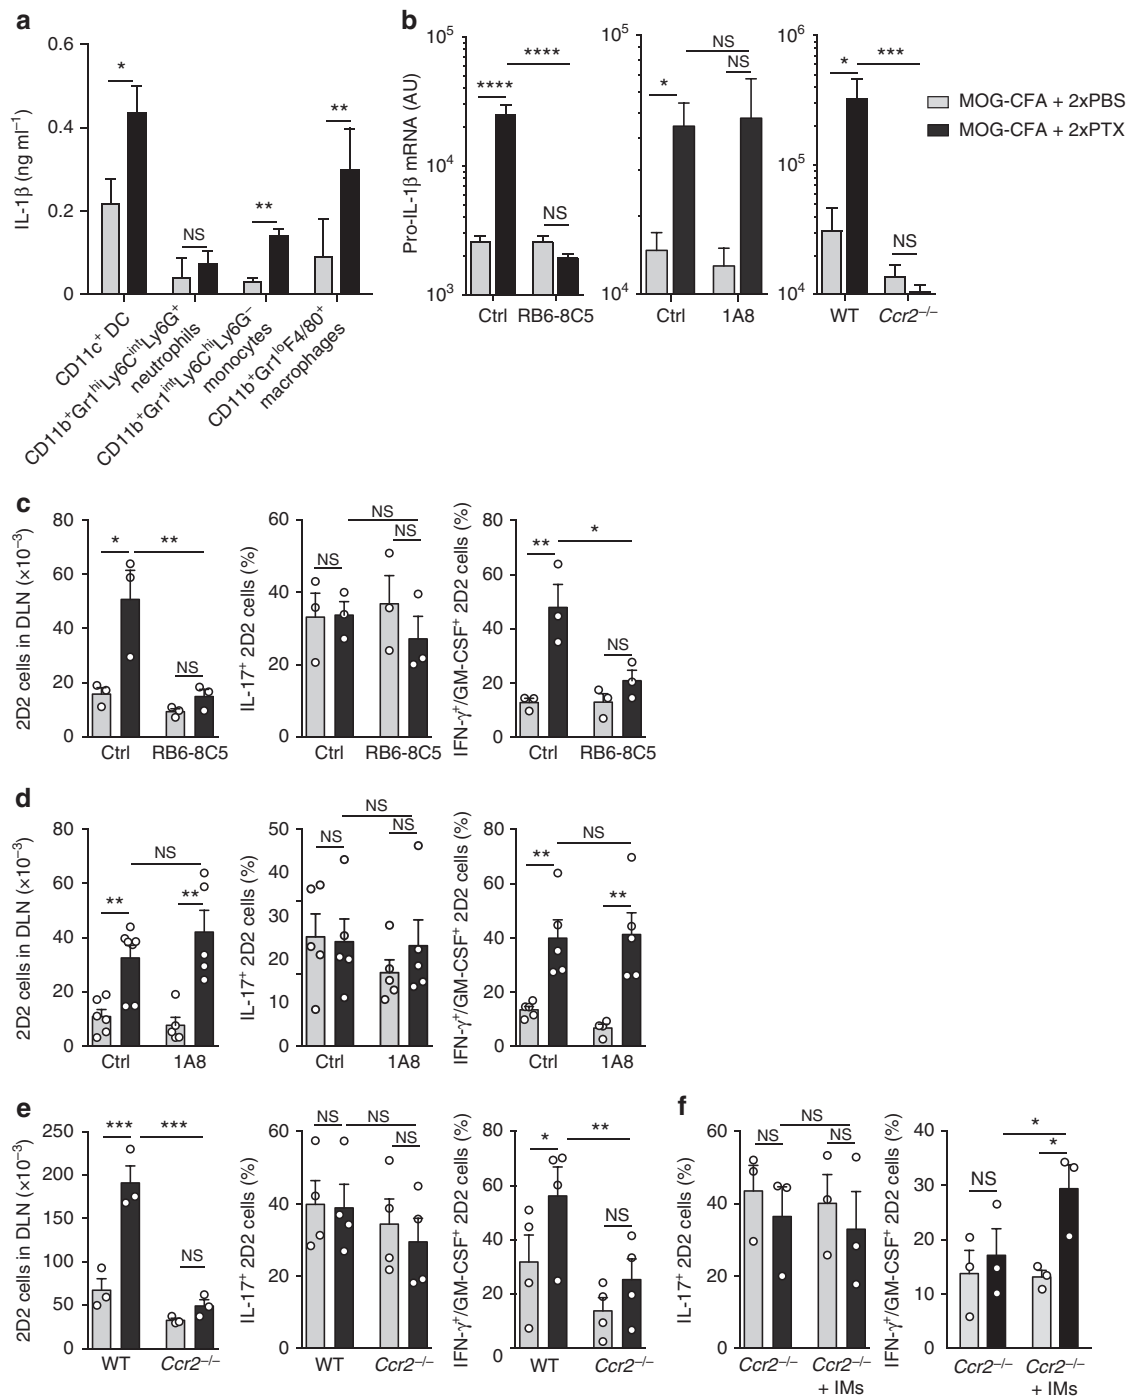 a
IL-1β (ng ml⁻¹)
0.6
0.4
0.2
0
*
NS
**
**
CD11c⁺ DC
CD11b⁺Gr1ʰⁱLy6CⁱⁿᵗLy6G⁺
neutrophils
CD11b⁺Gr1ⁱⁿᵗLy6CʰⁱLy6G⁻
monocytes
CD11b⁺Gr1ˡᵒF4/80⁺
macrophages
b
Pro-IL-1β mRNA (AU)
10⁵
10⁴
10³
****
****
NS
Ctrl RB6-8C5
10⁵
10⁴
NS
*
NS
Ctrl 1A8
10⁶
10⁵
10⁴
*
***
NS
WT Ccr2⁻/⁻
MOG-CFA + 2xPBS
MOG-CFA + 2xPTX
c
2D2 cells in DLN (×10⁻³)
80
60
40
20
0
*
**
NS
Ctrl RB6-8C5
IL-17⁺ 2D2 cells (%)
60
40
20
0
NS
NS
NS
Ctrl RB6-8C5
IFN-γ⁺/GM-CSF⁺ 2D2 cells (%)
80
60
40
20
0
**
*
NS
Ctrl RB6-8C5
d
2D2 cells in DLN (×10⁻³)
80
60
40
20
0
NS
**
**
Ctrl 1A8
IL-17⁺ 2D2 cells (%)
50
40
30
20
10
0
NS
NS
NS
Ctrl 1A8
IFN-γ⁺/GM-CSF⁺ 2D2 cells (%)
80
60
40
20
0
NS
**
**
Ctrl 1A8
e
2D2 cells in DLN (×10⁻³)
250
200
150
100
50
0
***
***
NS
WT Ccr2⁻/⁻
IL-17⁺ 2D2 cells (%)
60
40
20
0
NS
NS
NS
WT Ccr2⁻/⁻
IFN-γ⁺/GM-CSF⁺ 2D2 cells (%)
80
60
40
20
0
*
**
NS
WT Ccr2⁻/⁻
f
IL-17⁺ 2D2 cells (%)
60
40
20
0
NS
NS
NS
Ccr2⁻/⁻ Ccr2⁻/⁻
+ IMs
IFN-γ⁺/GM-CSF⁺ 2D2 cells (%)
40
30
20
10
0
*
*
NS
Ccr2⁻/⁻ Ccr2⁻/⁻
+ IMs